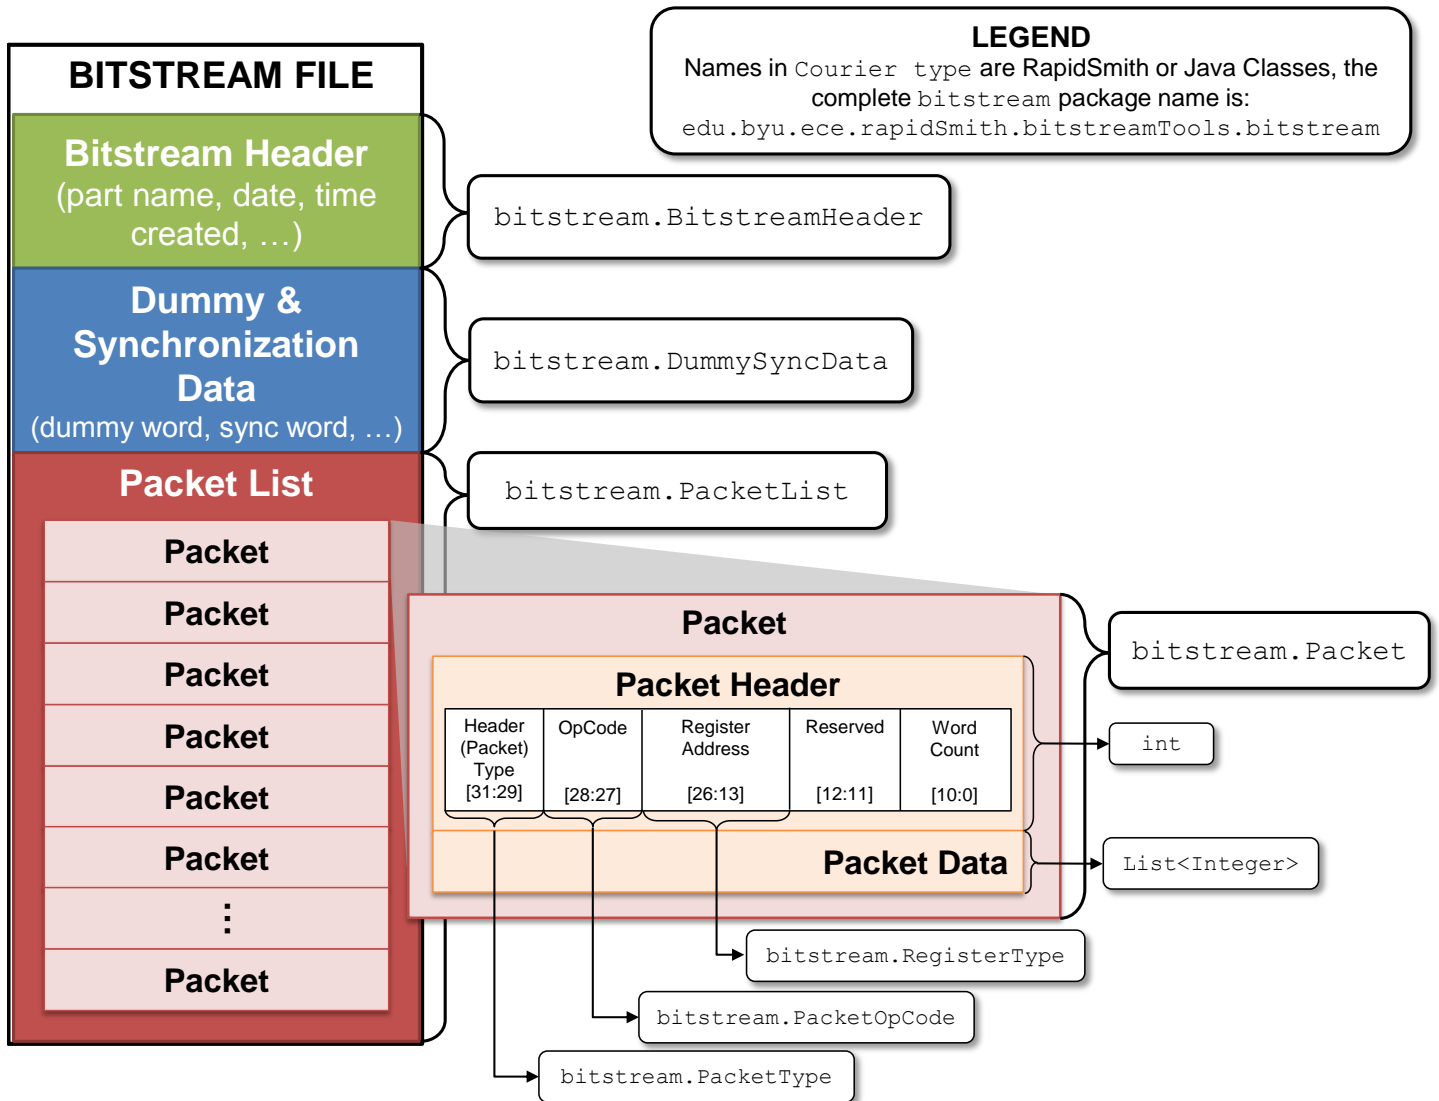 LEGEND
Names in Courier type are RapidSmith or Java Classes, the
complete bitstream package name is:
edu.byu.ece.rapidSmith.bitstreamTools.bitstream
BITSTREAM FILE
Bitstream Header
(part name, date, time
created, …)
bitstream.BitstreamHeader
Dummy &
Synchronization
Data
(dummy word, sync word, …)
bitstream.DummySyncData
Packet List
bitstream.PacketList
Packet
Packet
Packet
Packet
Packet
Packet
⋮
Packet
Packet
bitstream.Packet
Packet Header
Header
(Packet)
Type
[31:29]
OpCode
[28:27]
Register
Address
[26:13]
Reserved
[12:11]
Word
Count
[10:0]
int
Packet Data
List<Integer>
bitstream.RegisterType
bitstream.PacketOpCode
bitstream.PacketType